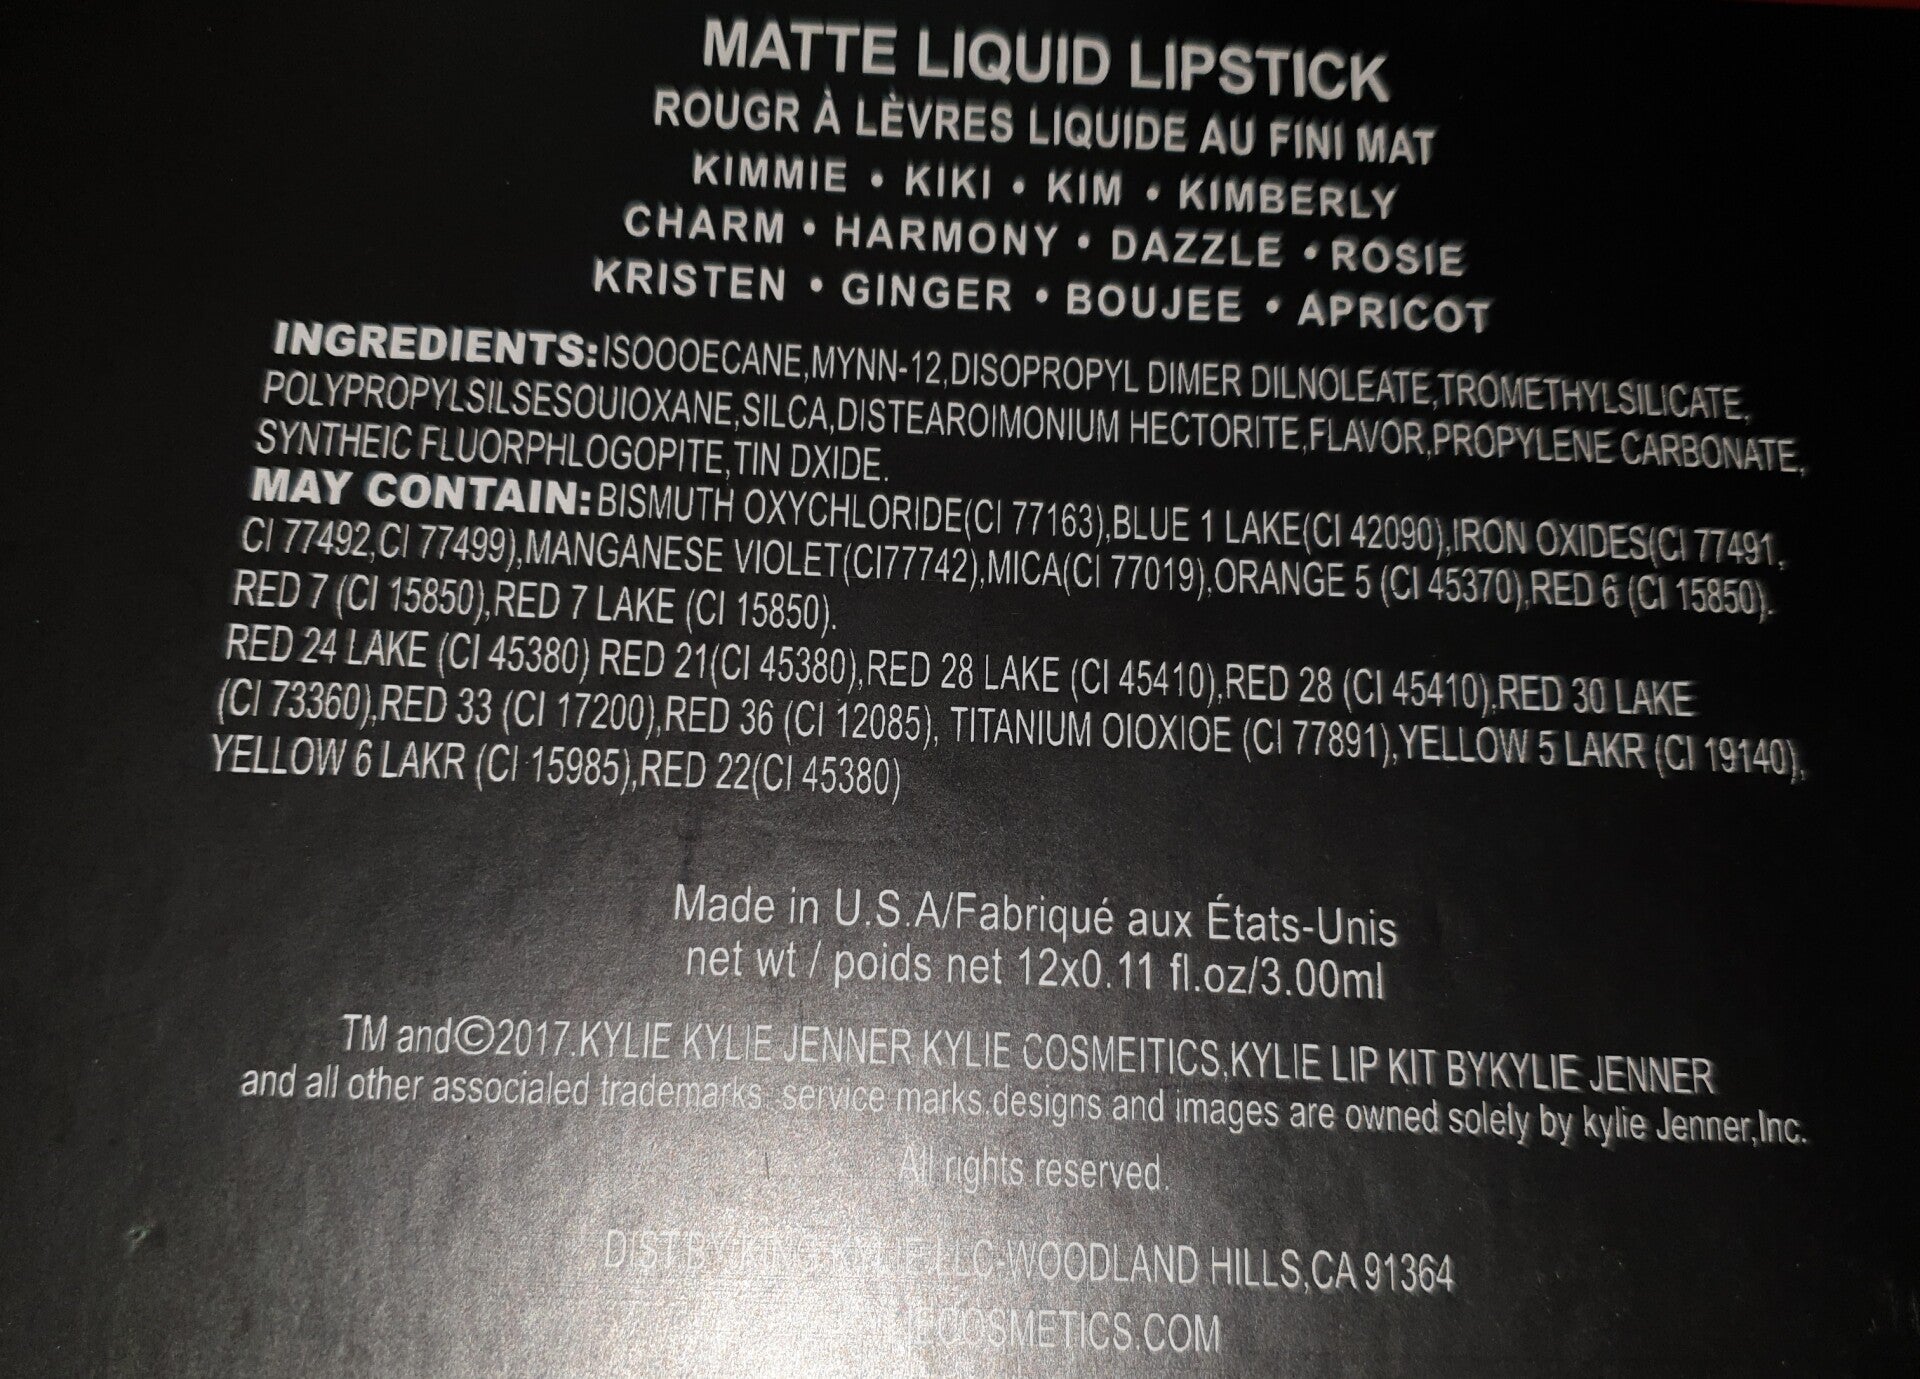 MATTE LIQUID LIPSTICK
ROUGR À LÈVRES LIQUIDE AU FINI MAT
KIMMIE • KIKI • KIM • KIMBERLY
CHARM • HARMONY • DAZZLE • ROSIE
KRISTEN • GINGER • BOUJEE • APRICOT
INGREDIENTS:ISOOOECANE,MYNN-12,DISOPROPYL DIMER DILNOLEATE,TROMETHYLSILICATE,
POLYPROPYLSILSESOUIOXANE,SILCA,DISTEAROIMONIUM HECTORITE,FLAVOR,PROPYLENE CARBONATE,
SYNTHEIC FLUORPHLOGOPITE,TIN DXIDE.
MAY CONTAIN:BISMUTH OXYCHLORIDE(CI 77163),BLUE 1 LAKE(CI 42090),IRON OXIDES(CI 77491,
CI 77492,CI 77499),MANGANESE VIOLET(CI77742),MICA(CI 77019),ORANGE 5 (CI 45370),RED 6 (CI 15850).
RED 7 (CI 15850),RED 7 LAKE (CI 15850).
RED 24 LAKE (CI 45380) RED 21(CI 45380),RED 28 LAKE (CI 45410),RED 28 (CI 45410),RED 30 LAKE
(CI 73360),RED 33 (CI 17200),RED 36 (CI 12085), TITANIUM OIOXIOE (CI 77891),YELLOW 5 LAKR (CI 19140),
YELLOW 6 LAKR (CI 15985),RED 22(CI 45380)
Made in U.S.A/Fabriqué aux États-Unis
net wt / poids net 12x0.11 fl.oz/3.00ml
TM and©2017.KYLIE KYLIE JENNER KYLIE COSMEITICS,KYLIE LIP KIT BYKYLIE JENNER
and all other associaled trademarks. service marks.designs and images are owned solely by kylie Jenner,Inc.
All rights reserved.
DIST.BY KING KYLIE.LLC-WOODLAND HILLS,CA 91364
COSMETICS.COM